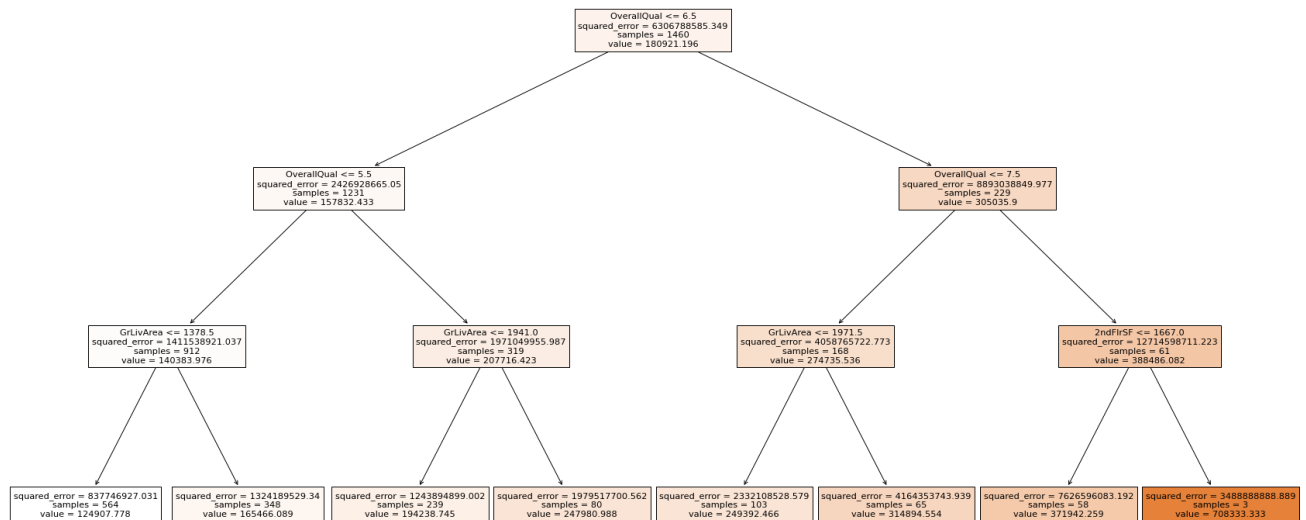 OverallQual <= 6.5
squared_error = 6306788585.349
samples = 1460
value = 180921.196
OverallQual <= 5.5
squared_error = 2426928665.05
samples = 1231
value = 157832.433
OverallQual <= 7.5
squared_error = 8893038849.977
samples = 229
value = 305035.9
GrLivArea <= 1378.5
squared_error = 1411538921.037
samples = 912
value = 140383.976
GrLivArea <= 1941.0
squared_error = 1971049955.987
samples = 319
value = 207716.423
GrLivArea <= 1971.5
squared_error = 4058765722.773
samples = 168
value = 274735.536
2ndFlrSF <= 1667.0
squared_error = 12714598711.223
samples = 61
value = 388486.082
squared_error = 837746927.031
samples = 564
value = 124907.778
squared_error = 1324189529.34
samples = 348
value = 165466.089
squared_error = 1243894899.002
samples = 239
value = 194238.745
squared_error = 1979517700.562
samples = 80
value = 247980.988
squared_error = 2332108528.579
samples = 103
value = 249392.466
squared_error = 4164353743.939
samples = 65
value = 314894.554
squared_error = 7626596083.192
samples = 58
value = 371942.259
squared_error = 3488888888.889
samples = 3
value = 708333.333